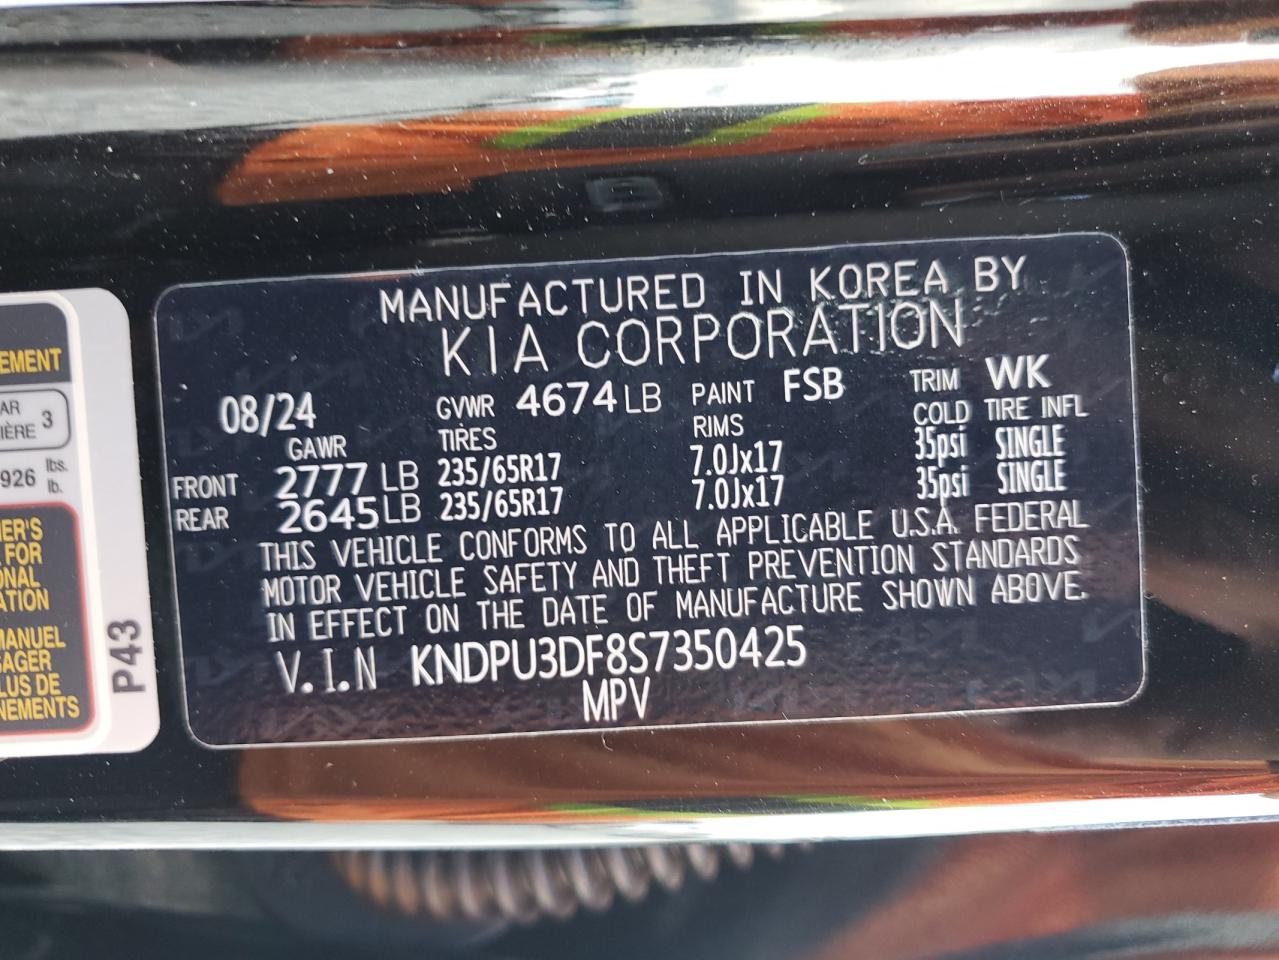 MANUFACTURED IN KOREA BY
KIA CORPORATION
08/24 GVWR 4674 LB PAINT FSB TRIM WK
GAWR TIRES RIMS COLD TIRE INFL
FRONT 2777 LB 235/65R17 7.0Jx17 35psi SINGLE
REAR 2645 LB 235/65R17 7.0Jx17 35psi SINGLE
THIS VEHICLE CONFORMS TO ALL APPLICABLE U.S.A. FEDERAL
MOTOR VEHICLE SAFETY AND THEFT PREVENTION STANDARDS
IN EFFECT ON THE DATE OF MANUFACTURE SHOWN ABOVE.
V.I.N KNDPU3DF8S7350425
MPV
EMENT
AR
IÈRE 3
926 lbs.
lb.
ER'S
FOR
ONAL
ATION
MANUEL
SAGER
LUS DE
NEMENTS
P43